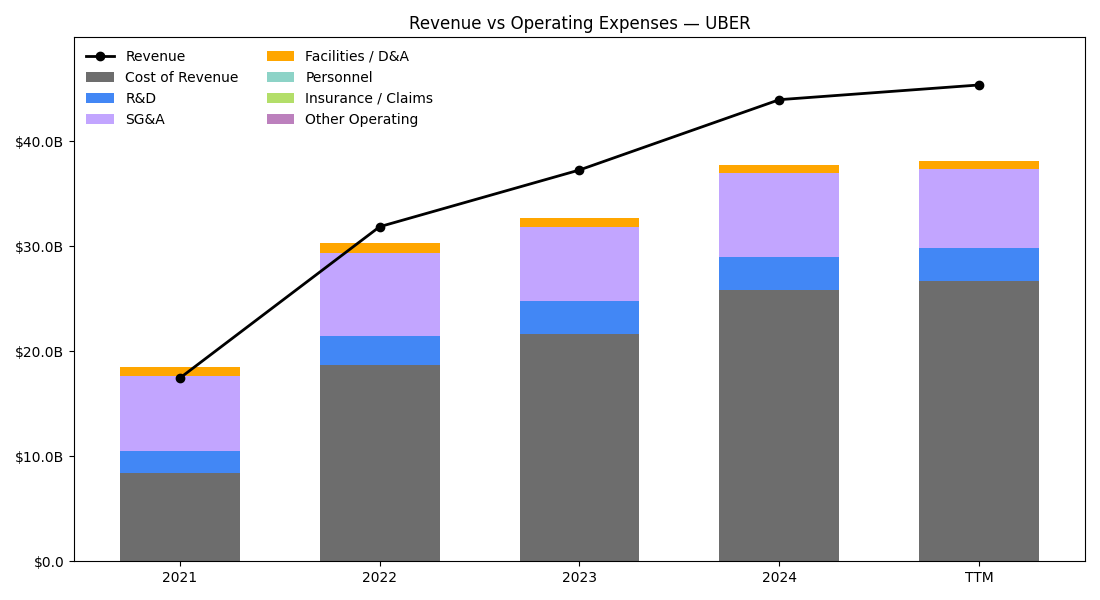 Revenue vs Operating Expenses — UBER
Revenue
Cost of Revenue
R&D
SG&A
Facilities / D&A
Personnel
Insurance / Claims
Other Operating
$40.0B
$30.0B
$20.0B
$10.0B
$0.0
2021 2022 2023 2024 TTM